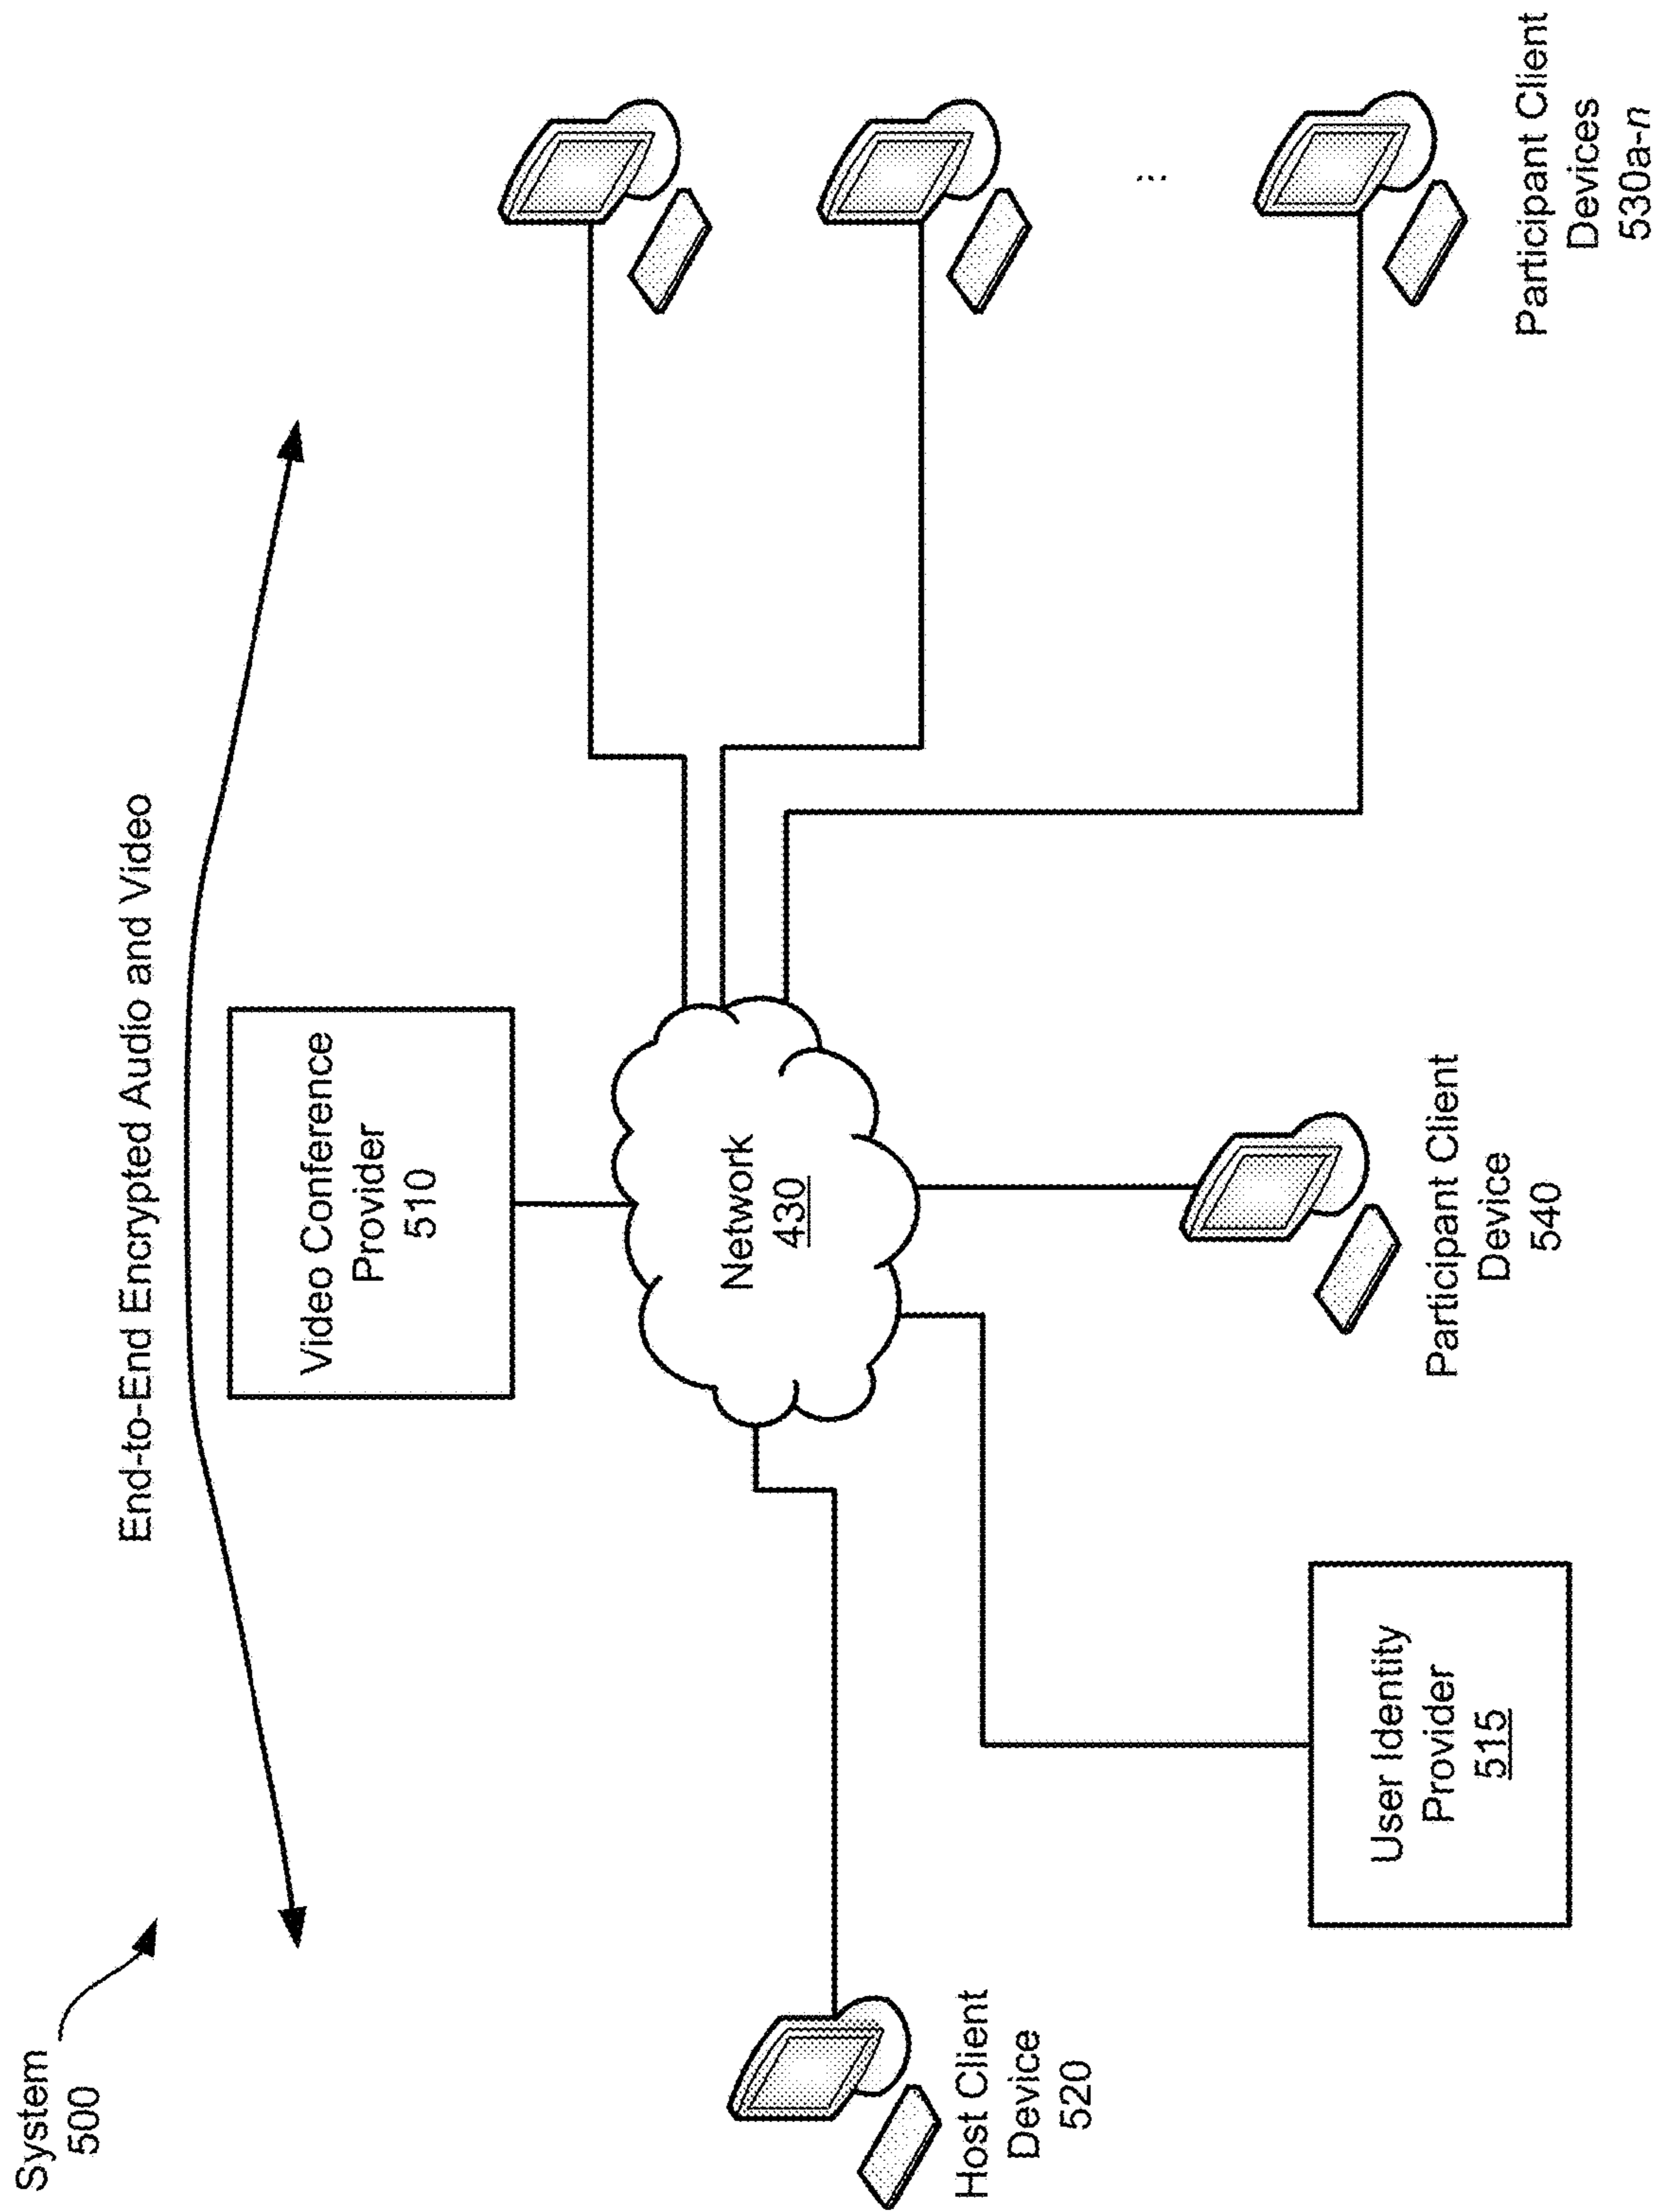 System
500
End-to-End Encrypted Audio and Video
Video Conference
Provider
510
Network
430
Host Client
Device
520
User Identity
Provider
515
Participant Client
Device
540
...
Participant Client
Devices
530a-n